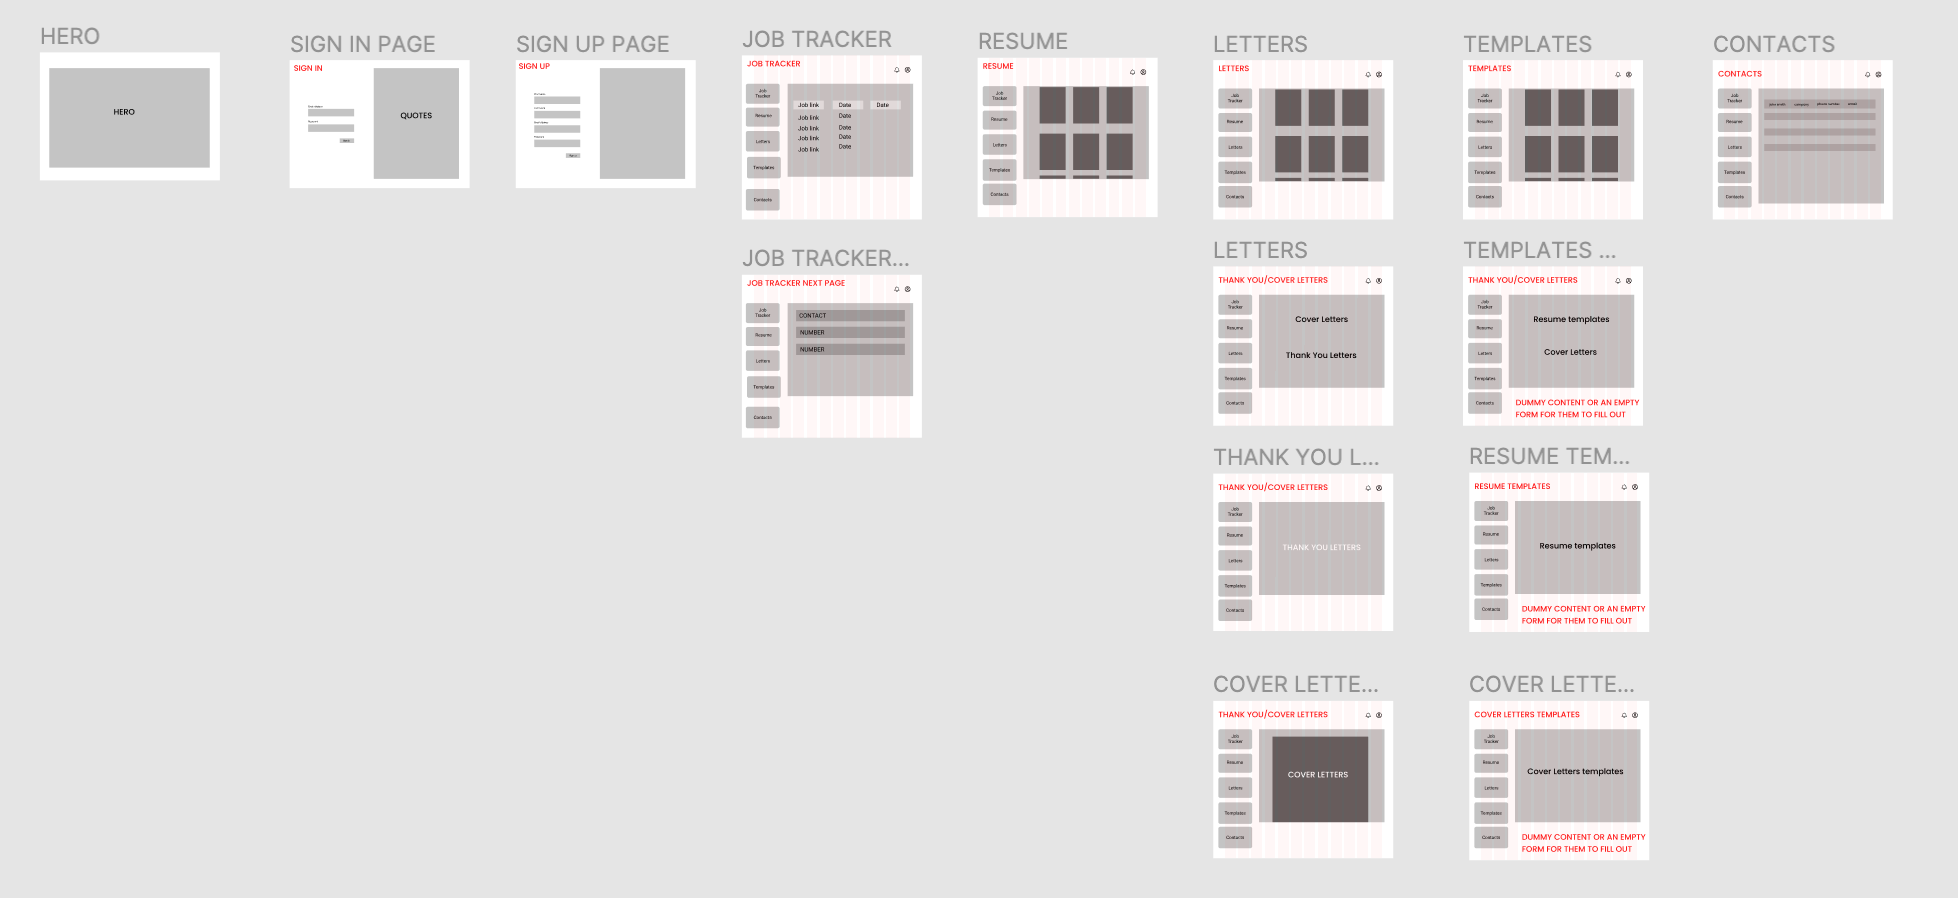 HERO
HERO
SIGN IN PAGE
SIGN IN
QUOTES
SIGN UP PAGE
SIGN UP
JOB TRACKER
JOB TRACKER
Job
Tracker
Resume
Letters
Templates
Contacts
Job link Date Date
Job link Date
Job link Date
Job link Date
Job link Date
RESUME
RESUME
Job
Tracker
Resume
Letters
Templates
Contacts
LETTERS
LETTERS
Job
Tracker
Resume
Letters
Templates
Contacts
TEMPLATES
TEMPLATES
Job
Tracker
Resume
Letters
Templates
Contacts
CONTACTS
CONTACTS
Job
Tracker
Resume
Letters
Templates
Contacts
JOB TRACKER...
JOB TRACKER NEXT PAGE
Job
Tracker
Resume
Letters
Templates
Contacts
CONTACT
NUMBER
NUMBER
LETTERS
THANK YOU/COVER LETTERS
Job
Tracker
Resume
Letters
Templates
Contacts
Cover Letters
Thank You Letters
TEMPLATES ...
THANK YOU/COVER LETTERS
Job
Tracker
Resume
Letters
Templates
Contacts
Resume templates
Cover Letters
DUMMY CONTENT OR AN EMPTY
FORM FOR THEM TO FILL OUT
THANK YOU L...
THANK YOU/COVER LETTERS
Job
Tracker
Resume
Letters
Templates
Contacts
THANK YOU LETTERS
RESUME TEM...
RESUME TEMPLATES
Job
Tracker
Resume
Letters
Templates
Contacts
Resume templates
DUMMY CONTENT OR AN EMPTY
FORM FOR THEM TO FILL OUT
COVER LETTE...
THANK YOU/COVER LETTERS
Job
Tracker
Resume
Letters
Templates
Contacts
COVER LETTERS
COVER LETTE...
COVER LETTERS TEMPLATES
Job
Tracker
Resume
Letters
Templates
Contacts
Cover Letters templates
DUMMY CONTENT OR AN EMPTY
FORM FOR THEM TO FILL OUT